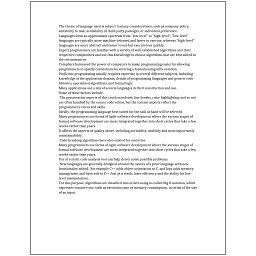 The choice of language used is subject to many considerations, such as company policy,
suitability to task, availability of third-party packages, or individual preference.
Languages form an approximate spectrum from "low-level" to "high-level"; "low-level"
languages are typically more machine-oriented and faster to execute, whereas "high-level"
languages are more abstract and easier to use but execute less quickly.
Expert programmers are familiar with a variety of well-established algorithms and their
respective complexities and use this knowledge to choose algorithms that are best suited to
the circumstances.
Compilers harnessed the power of computers to make programming easier by allowing
programmers to specify calculations by entering a formula using infix notation.
Proficient programming usually requires expertise in several different subjects, including
knowledge of the application domain, details of programming languages and generic code
libraries, specialized algorithms, and formal logic.
Many applications use a mix of several languages in their construction and use.
Some of these factors include:
The presentation aspects of this (such as indents, line breaks, color highlighting, and so on)
are often handled by the source code editor, but the content aspects reflect the
programmer's talent and skills.
Ideally, the programming language best suited for the task at hand will be selected.
Many programmers use forms of Agile software development where the various stages of
formal software development are more integrated together into short cycles that take a few
weeks rather than years.
It affects the aspects of quality above, including portability, usability and most importantly
maintainability.
Code-breaking algorithms have also existed for centuries.
Many programmers use forms of Agile software development where the various stages of
formal software development are more integrated together into short cycles that take a few
weeks rather than years.
Use of a static code analysis tool can help detect some possible problems.
New languages are generally designed around the syntax of a prior language with new
functionality added, (for example C++ adds object-orientation to C, and Java adds memory
management and bytecode to C++, but as a result, loses efficiency and the ability for low-
level manipulation).
For this purpose, algorithms are classified into orders using so-called Big O notation, which
expresses resource use, such as execution time or memory consumption, in terms of the size
of an input.